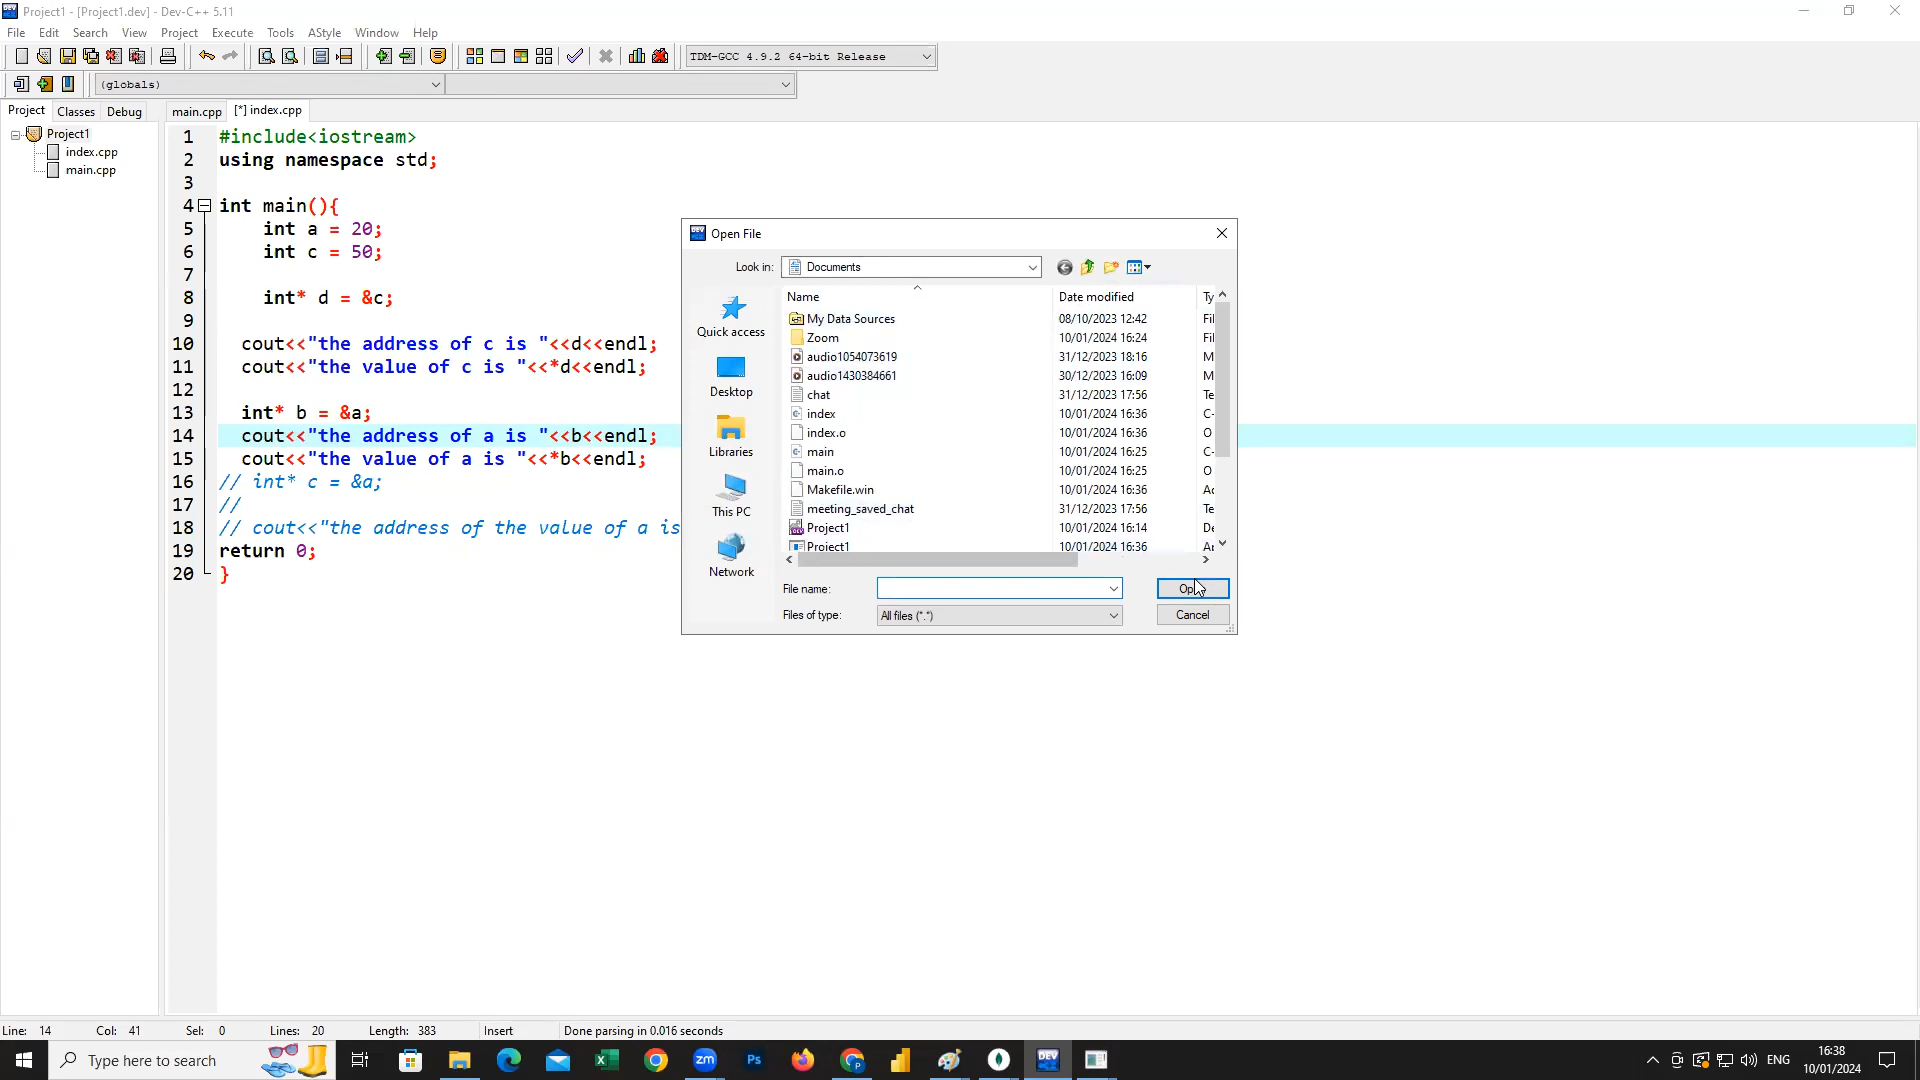 Project1 - [Project1.dev] - Dev-C++ 5.11
File Edit Search View Project Execute Tools AStyle Window Help
TDM-GCC 4.9.2 64-bit Release
(globals)
Project Classes Debug main.cpp [*] index.cpp
Project1
index.cpp
main.cpp
1 #include<iostream>
2 using namespace std;
3
4 int main(){
5 int a = 20;
6 int c = 50;
7
8 int* d = &c;
9
10 cout<<"the address of c is "<<d<<endl;
11 cout<<"the value of c is "<<*d<<endl;
12
13 int* b = &a;
14 cout<<"the address of a is "<<b<<endl;
15 cout<<"the value of a is "<<*b<<endl;
16 // int* c = &a;
17 //
18 // cout<<"the address of the value of a is
19 return 0;
20 }
Open File
Look in: Documents
Quick access
Desktop
Libraries
This PC
Network
Name Date modified Ty
My Data Sources 08/10/2023 12:42 Fil
Zoom 10/01/2024 16:24 Fil
audio1054073619 31/12/2023 18:16 M
audio1430384661 30/12/2023 16:09 M
chat 31/12/2023 17:56 Te
index 10/01/2024 16:36 C-
index.o 10/01/2024 16:36 O
main 10/01/2024 16:25 C-
main.o 10/01/2024 16:25 O
Makefile.win 10/01/2024 16:36 Ac
meeting_saved_chat 31/12/2023 17:56 Te
Project1 10/01/2024 16:14 De
Project1 10/01/2024 16:36 Ap
File name:
Files of type: All files (*.*)
Cancel
Line: 14 Col: 41 Sel: 0 Lines: 20 Length: 383 Insert Done parsing in 0.016 seconds
Type here to search
zm
Ps
DEV
ENG
16:38
10/01/2024